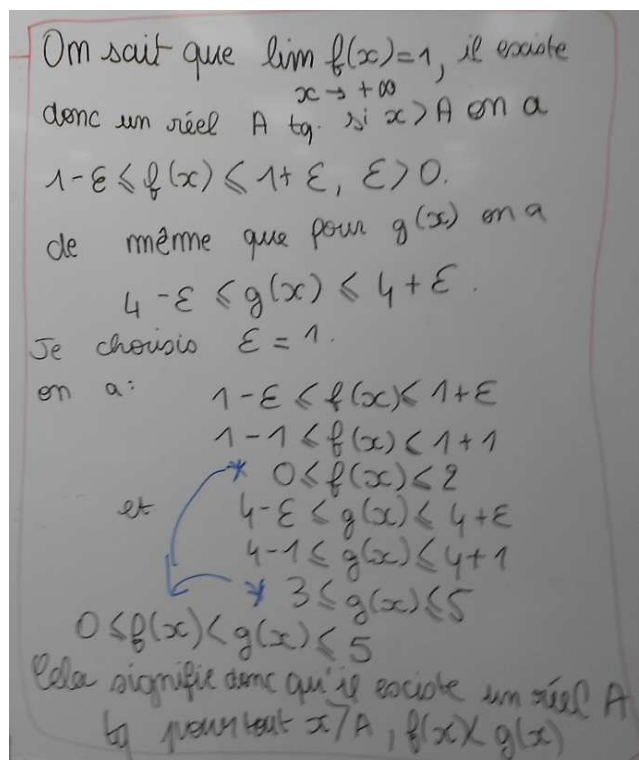 On sait que lim f(x)=1, il existe
x → +∞
donc un réel A tq. si x > A on a
1-ε ⩽ f(x) ⩽ 1+ ε, ε > 0.
de même que pour g(x) on a
4 -ε ⩽ g(x) ⩽ 4+ε.
Je choisis ε = 1.
on a:
1-ε ⩽ f(x) ⩽ 1+ε
1-1 ⩽ f(x) ⩽ 1+1
* 0 ⩽ f(x) ⩽ 2
et 4-ε ⩽ g(x) ⩽ 4+ε
4-1 ⩽ g(x) ⩽ 4+1
* 3 ⩽ g(x) ⩽ 5
0 ⩽ f(x) < g(x) ⩽ 5
Cela signifie donc qu'il existe un réel A
tq pour tout x > A, f(x) < g(x)